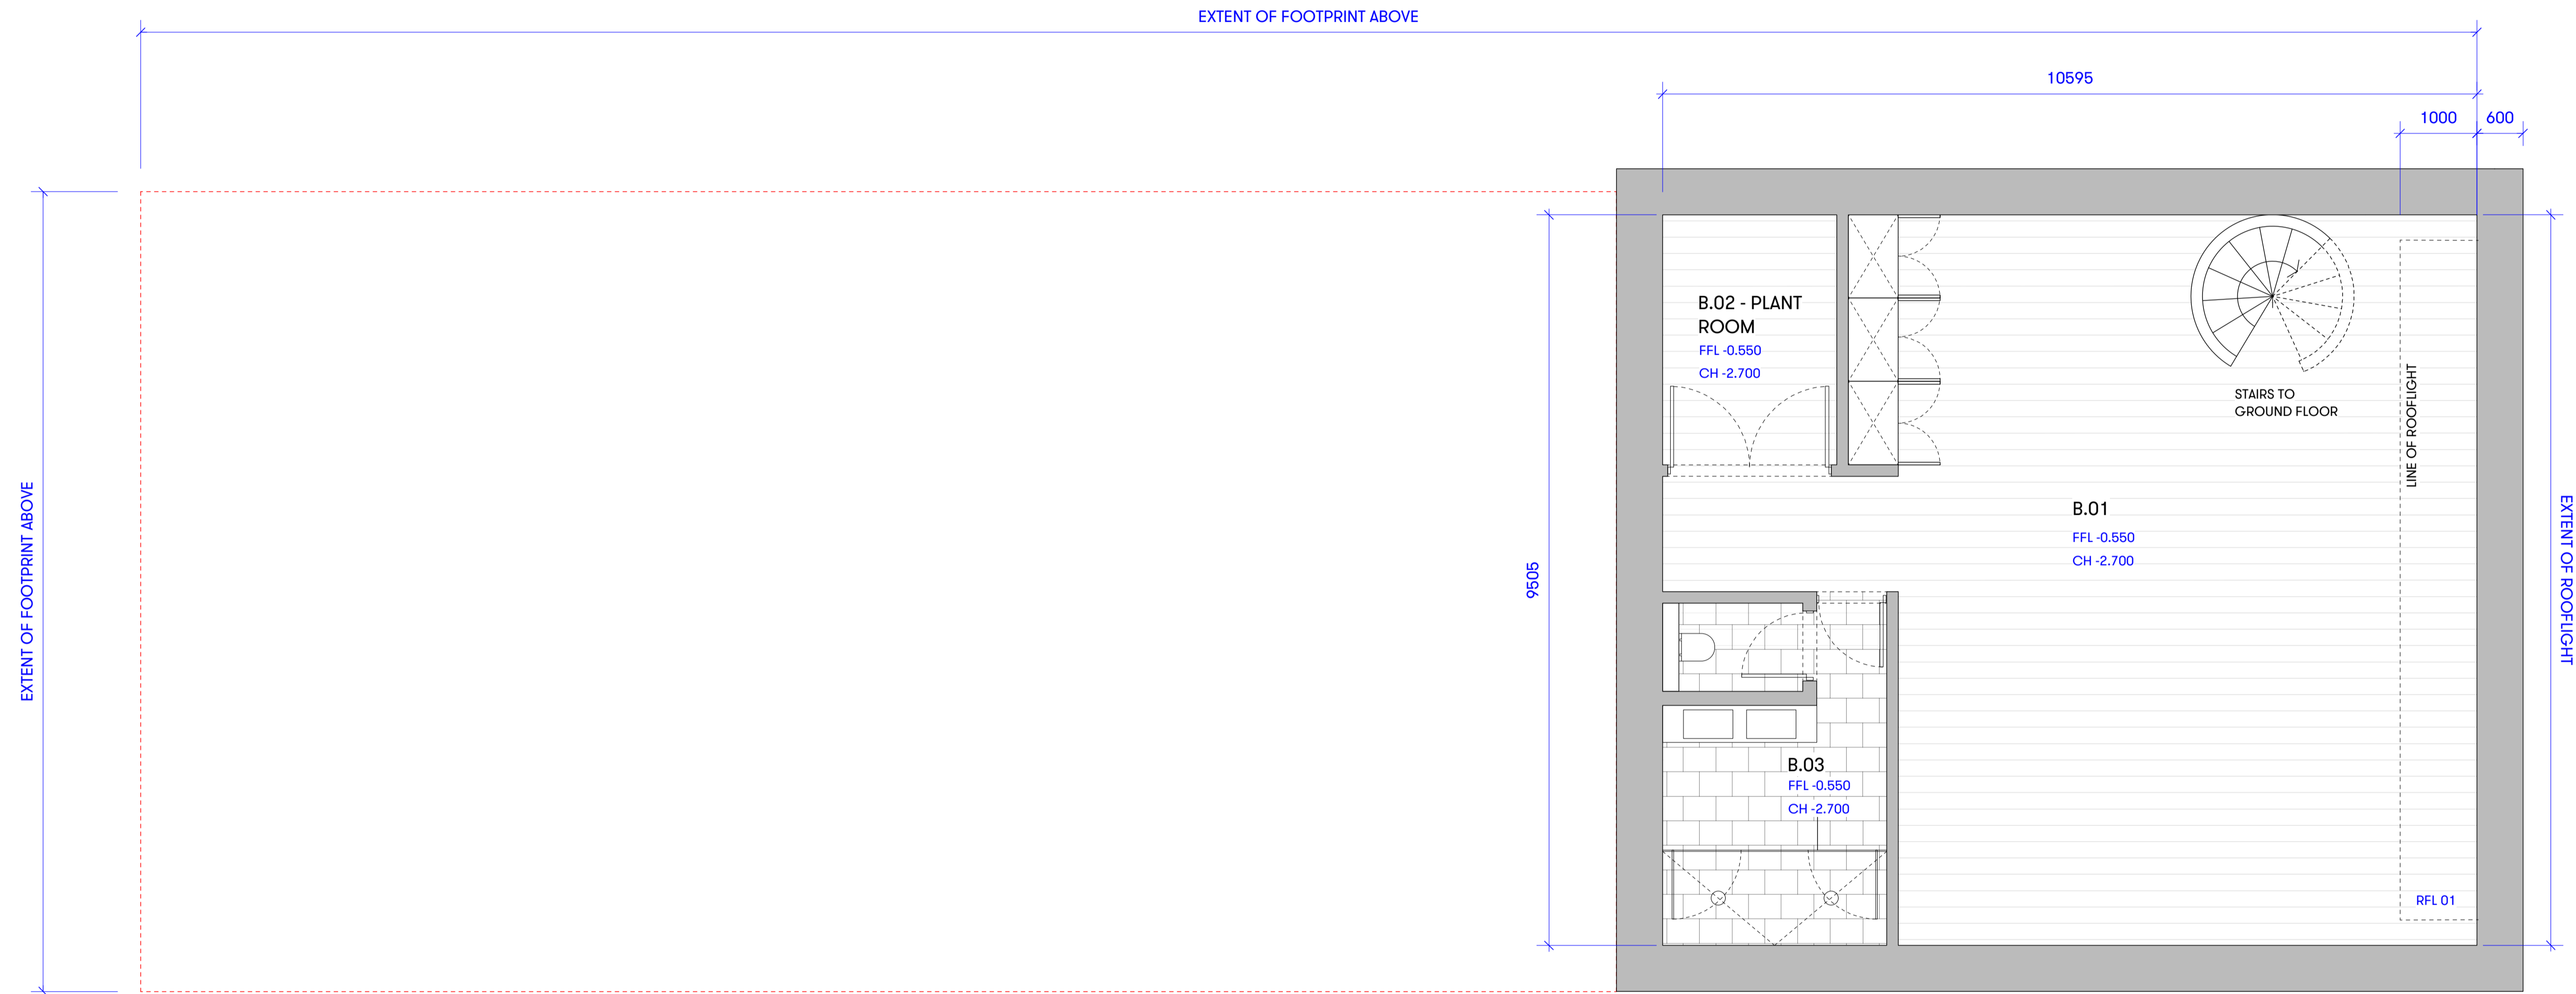 EXTENT OF FOOTPRINT ABOVE
10595
1000
600
B.02 - PLANT
ROOM
FFL -0.550
CH -2.700
STAIRS TO
GROUND FLOOR
LINE OF ROOFLIGHT
EXTENT OF FOOTPRINT ABOVE
9505
B.01
FFL -0.550
CH -2.700
EXTENT OF ROOFLIGHT
B.03
FFL -0.550
CH -2.700
RFL 01